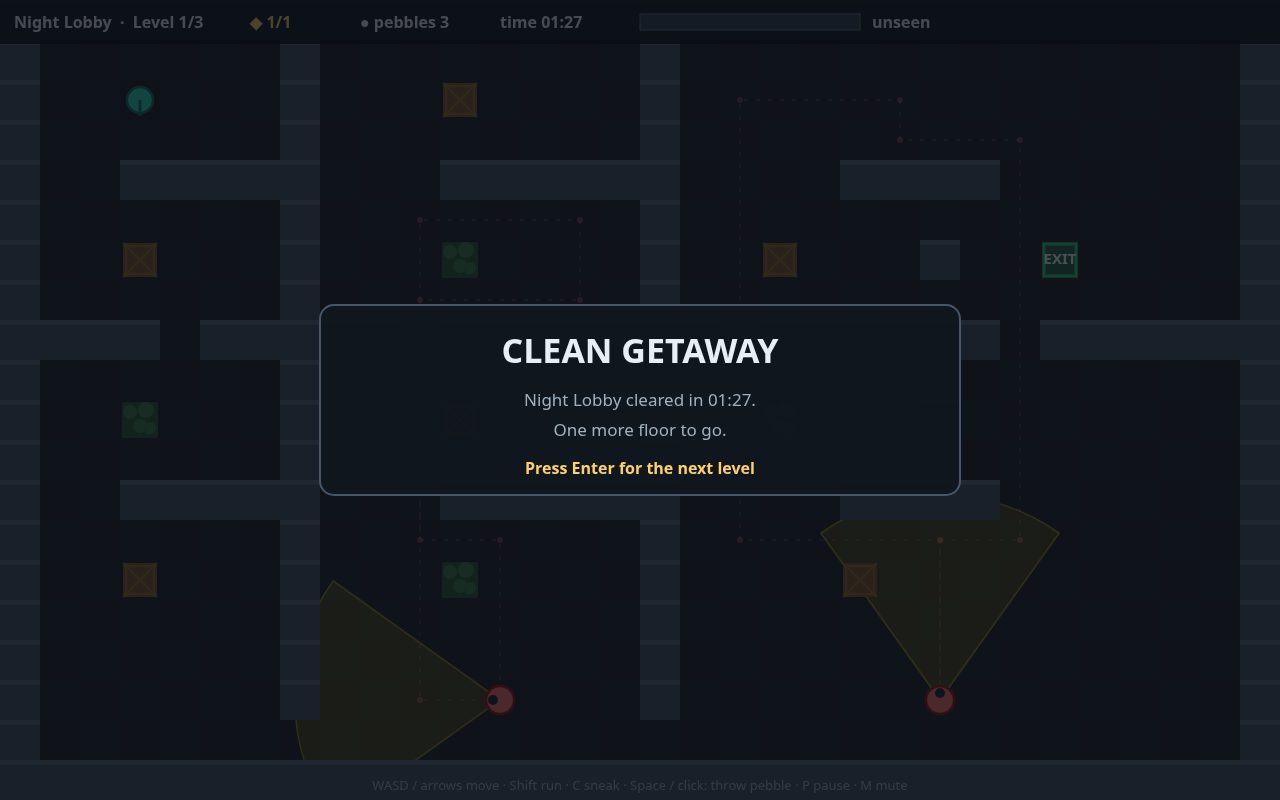 Night Lobby · Level 1/3 ◆ 1/1 ● pebbles 3 time 01:27 unseen
EXIT
CLEAN GETAWAY
Night Lobby cleared in 01:27.
One more floor to go.
Press Enter for the next level
WASD / arrows move · Shift run · C sneak · Space / click: throw pebble · P pause · M mute